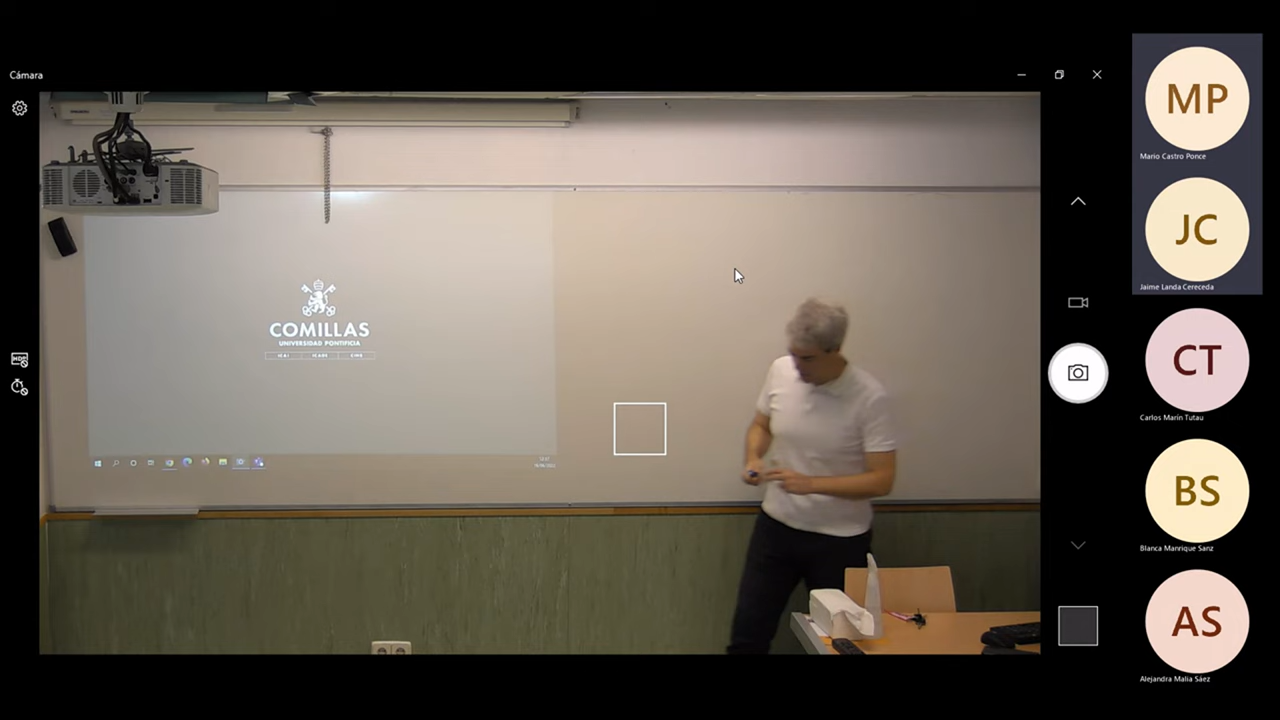 Cámara
COMILLAS
UNIVERSIDAD PONTIFICIA
ICAI ICADE CIHS
MP
Mario Castro Ponce
JC
Jaime Landa Cereceda
CT
Carlos Marín Tutau
BS
Blanca Manrique Sanz
AS
Alejandra Malia Sáez